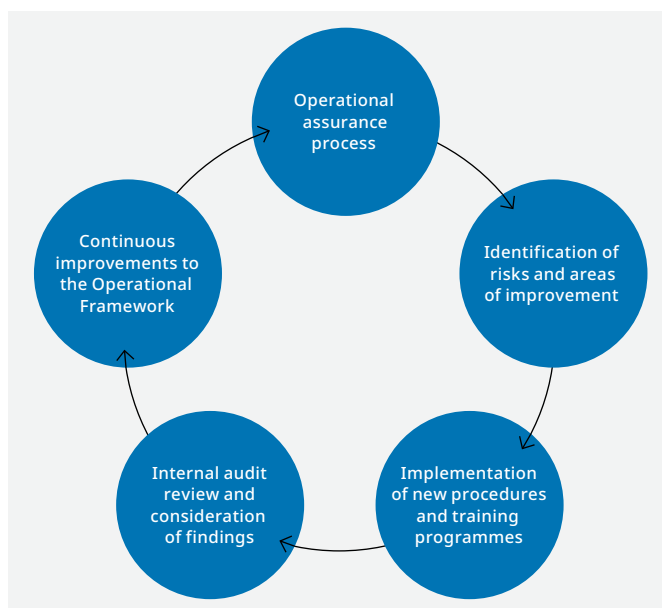 Operational
assurance
process
Identification of
risks and areas
of improvement
Implementation
of new procedures
and training
programmes
Internal audit
review and
consideration
of findings
Continuous
improvements to
the Operational
Framework